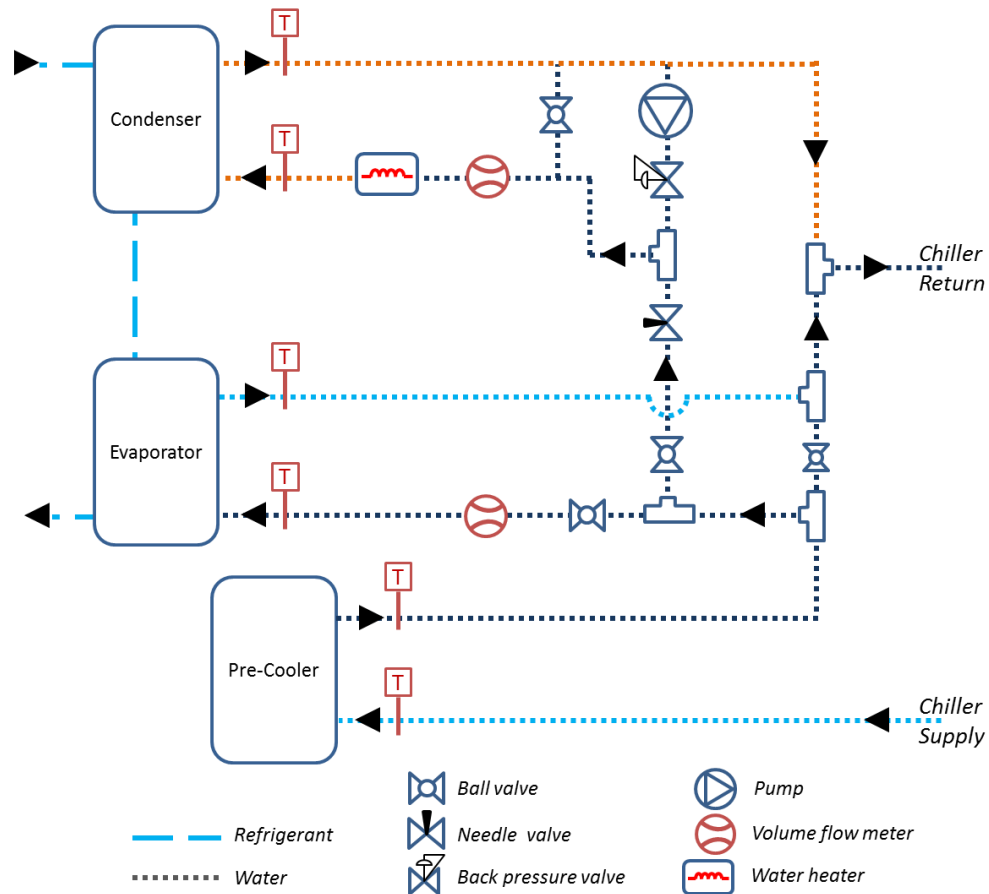 T
Condenser
T
Chiller
Return
T
Evaporator
T
T
Pre-Cooler
T
Chiller
Supply
Ball valve
Pump
Refrigerant
Needle valve
Volume flow meter
Water
Back pressure valve
Water heater